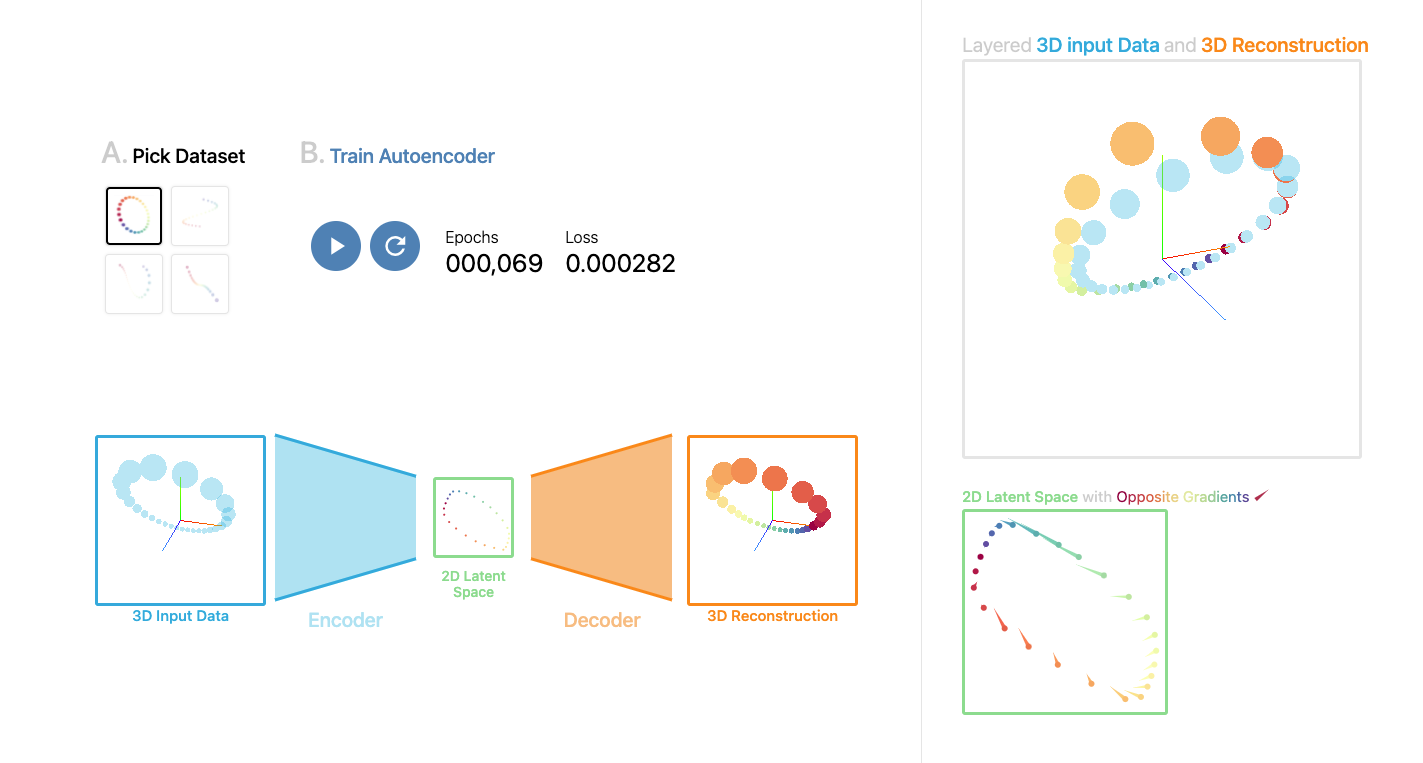 Layered 3D input Data and 3D Reconstruction
A. Pick Dataset
B. Train Autoencoder
Epochs
000,069
Loss
0.000282
3D Input Data
Encoder
2D Latent
Space
Decoder
3D Reconstruction
2D Latent Space with Opposite Gradients